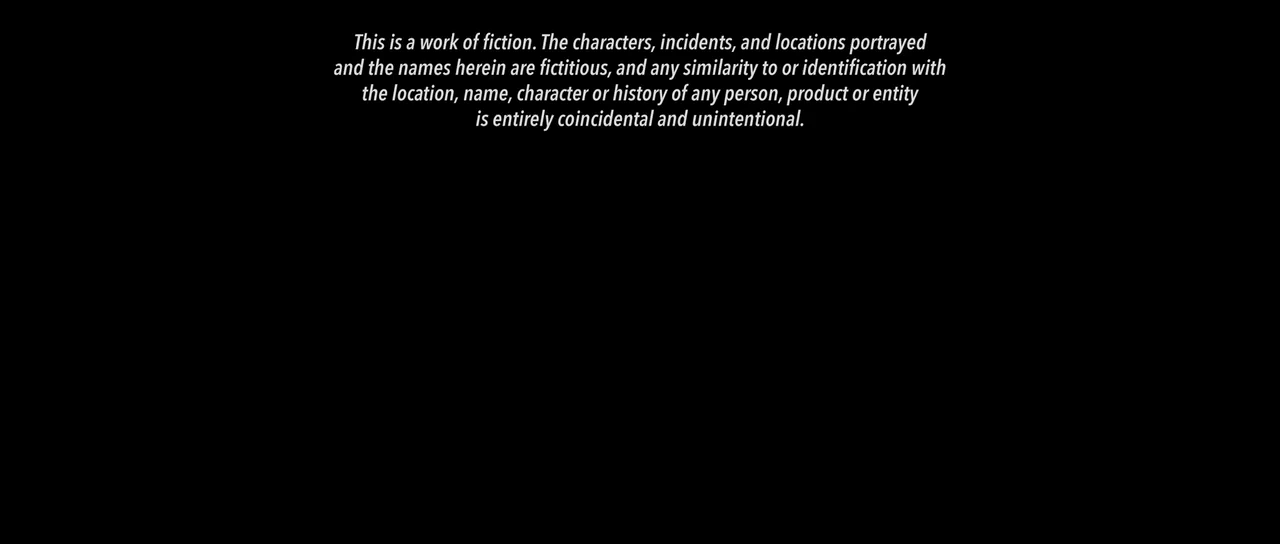 This is a work of fiction. The characters, incidents, and locations portrayed
and the names herein are fictitious, and any similarity to or identification with
the location, name, character or history of any person, product or entity
is entirely coincidental and unintentional.